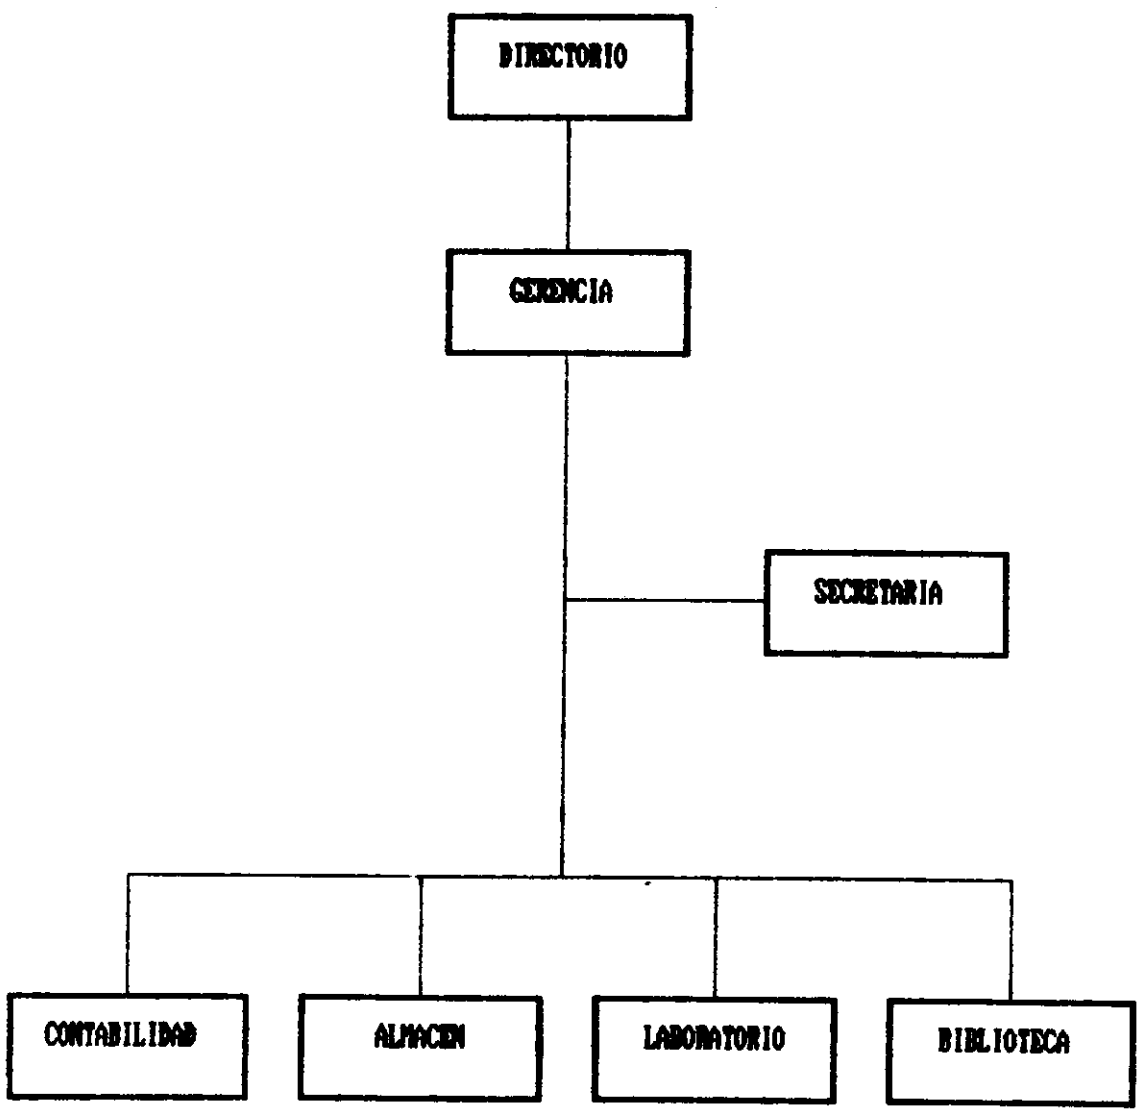 DIRECTORIO
GERENCIA
SECRETARIA
CONTABILIDAD
ALMACEN
LABORATORIO
BIBLIOTECA